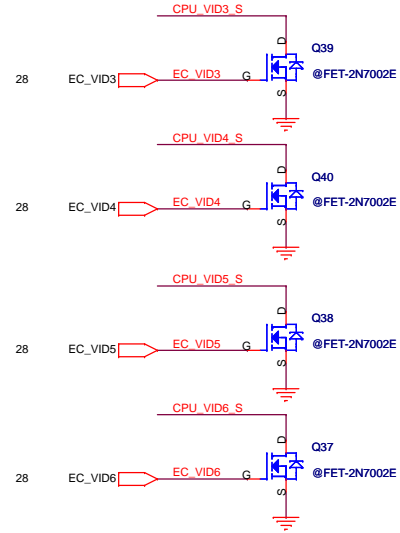 CPU_VID3_S
D
Q39
28 EC_VID3 EC_VID3 G @FET-2N7002E
S
CPU_VID4_S
D
Q40
28 EC_VID4 EC_VID4 G @FET-2N7002E
S
CPU_VID5_S
D
Q38
28 EC_VID5 EC_VID5 G @FET-2N7002E
S
CPU_VID6_S
D
Q37
28 EC_VID6 EC_VID6 G @FET-2N7002E
S